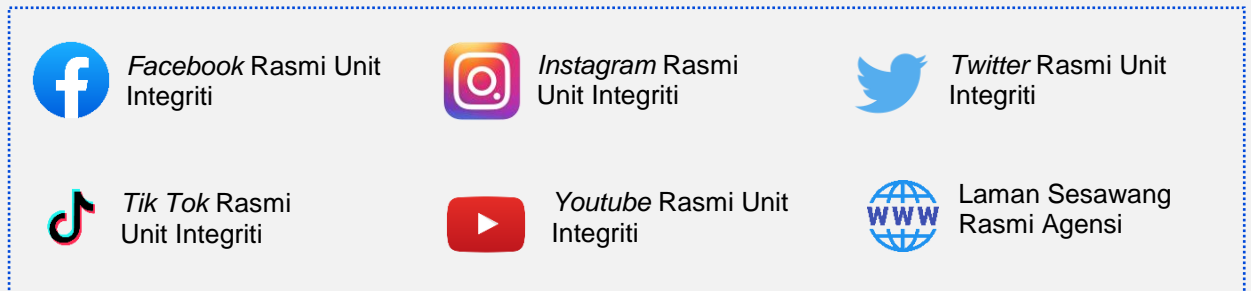 Facebook Rasmi Unit
Integriti
Instagram Rasmi
Unit Integriti
Twitter Rasmi Unit
Integriti
Tik Tok Rasmi
Unit Integriti
Youtube Rasmi Unit
Integriti
WWW
Laman Sesawang
Rasmi Agensi